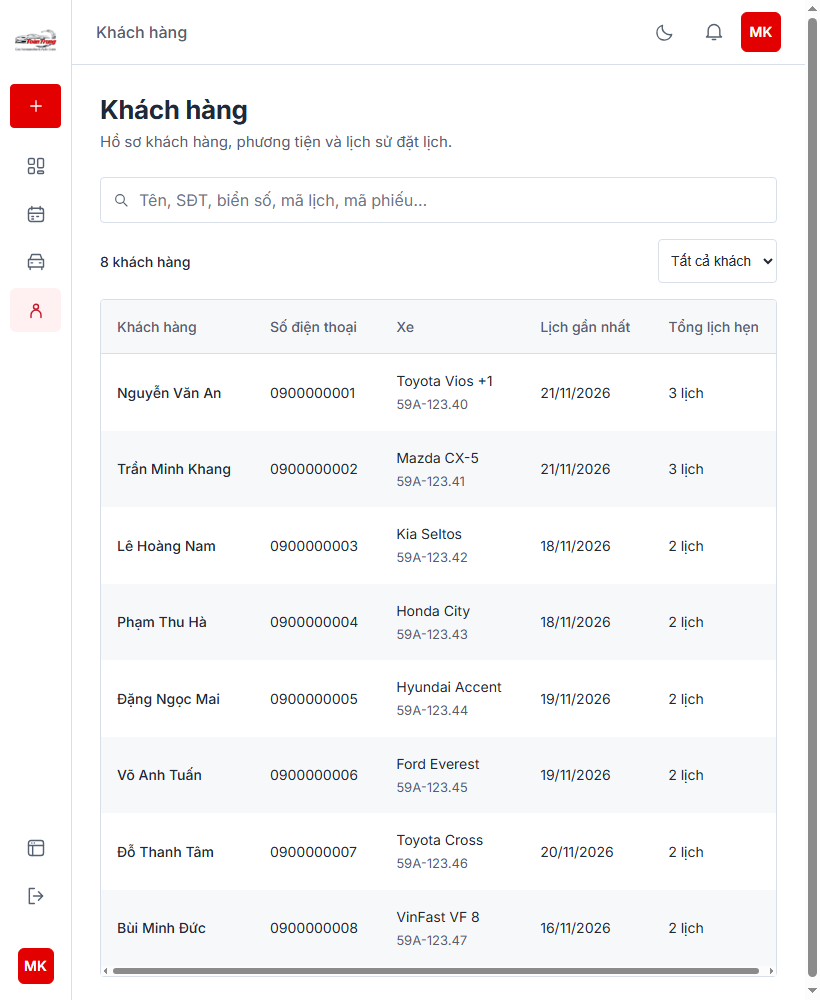 Toàn Trung
Khách hàng
MK
Khách hàng
Hồ sơ khách hàng, phương tiện và lịch sử đặt lịch.
Tên, SĐT, biển số, mã lịch, mã phiếu...
8 khách hàng
Tất cả khách
Khách hàng Số điện thoại Xe Lịch gần nhất Tổng lịch hẹn
Nguyễn Văn An 0900000001 Toyota Vios +1 21/11/2026 3 lịch
59A-123.40
Trần Minh Khang 0900000002 Mazda CX-5 21/11/2026 3 lịch
59A-123.41
Lê Hoàng Nam 0900000003 Kia Seltos 18/11/2026 2 lịch
59A-123.42
Phạm Thu Hà 0900000004 Honda City 18/11/2026 2 lịch
59A-123.43
Đặng Ngọc Mai 0900000005 Hyundai Accent 19/11/2026 2 lịch
59A-123.44
Võ Anh Tuấn 0900000006 Ford Everest 19/11/2026 2 lịch
59A-123.45
Đỗ Thanh Tâm 0900000007 Toyota Cross 20/11/2026 2 lịch
59A-123.46
Bùi Minh Đức 0900000008 VinFast VF 8 16/11/2026 2 lịch
59A-123.47
MK